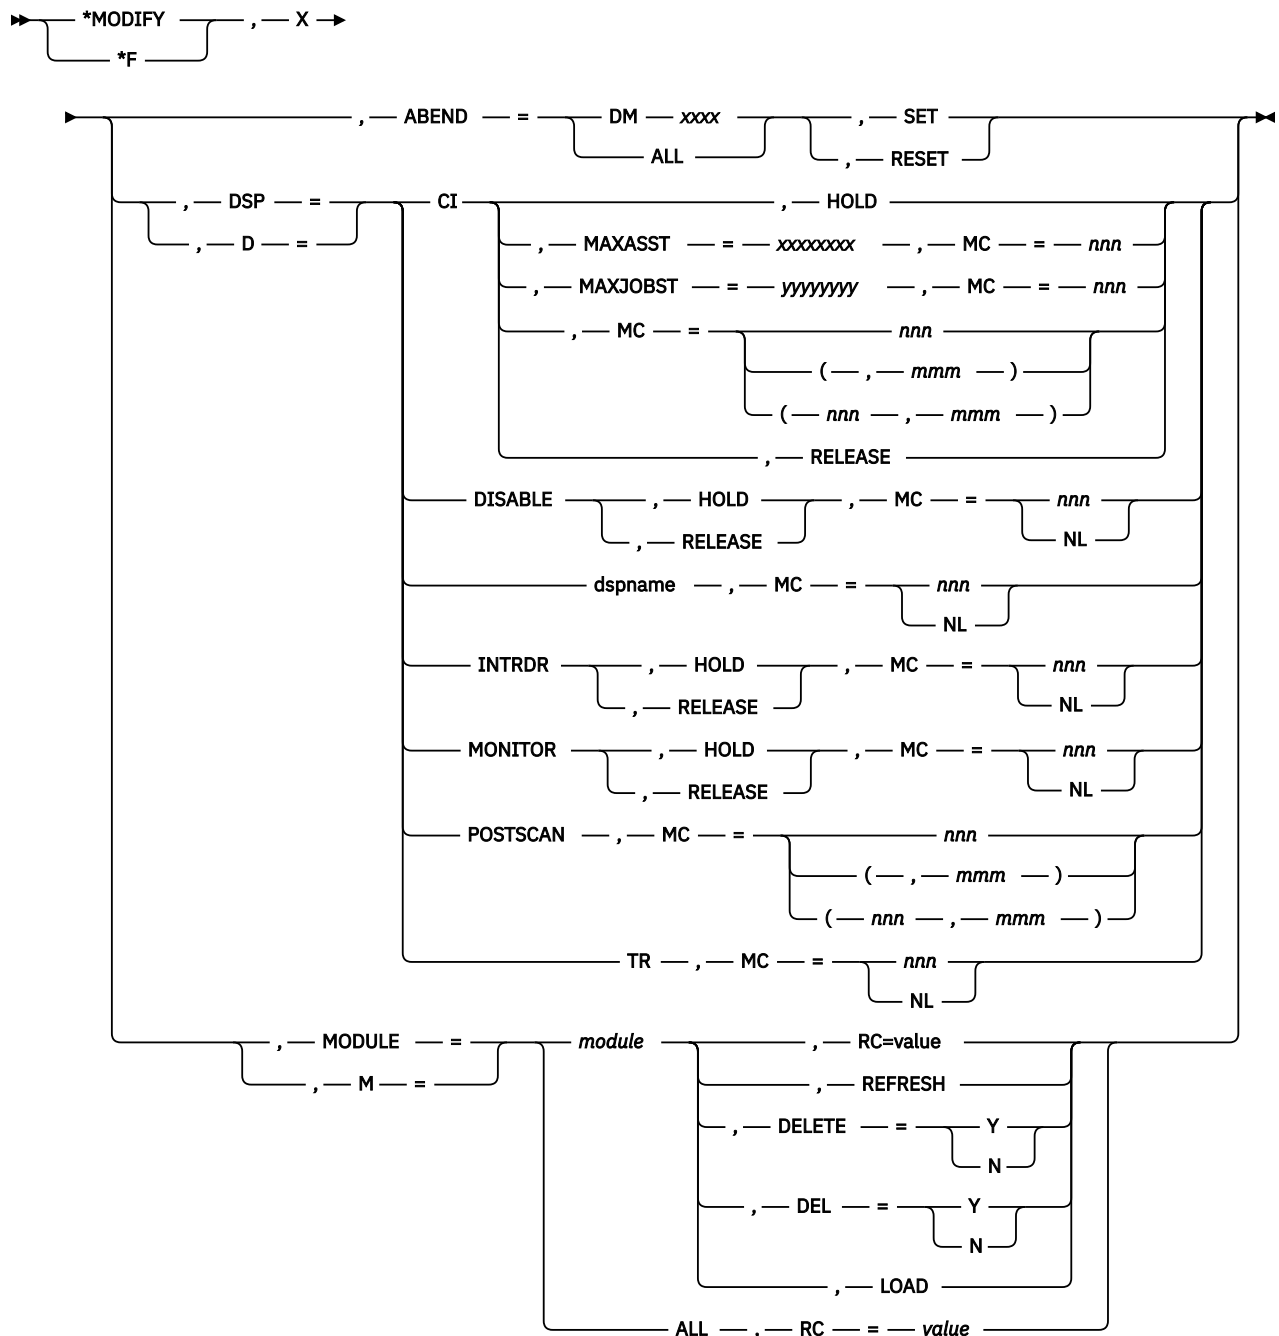 *MODIFY , X
*F
, ABEND = DM xxxx , SET
ALL , RESET
, DSP = CI , HOLD
, D = , MAXASST = xxxxxxxx , MC = nnn
, MAXJOBST = yyyyyyyy , MC = nnn
, MC = nnn
( , mmm )
( nnn , mmm )
, RELEASE
DISABLE , HOLD , MC = nnn
, RELEASE NL
dspname , MC = nnn
NL
INTRDR , HOLD , MC = nnn
, RELEASE NL
MONITOR , HOLD , MC = nnn
, RELEASE NL
POSTSCAN , MC = nnn
( , mmm )
( nnn , mmm )
TR , MC = nnn
NL
, MODULE = module , RC=value
, M = , REFRESH
, DELETE = Y
N
, DEL = Y
N
, LOAD
ALL , RC = value